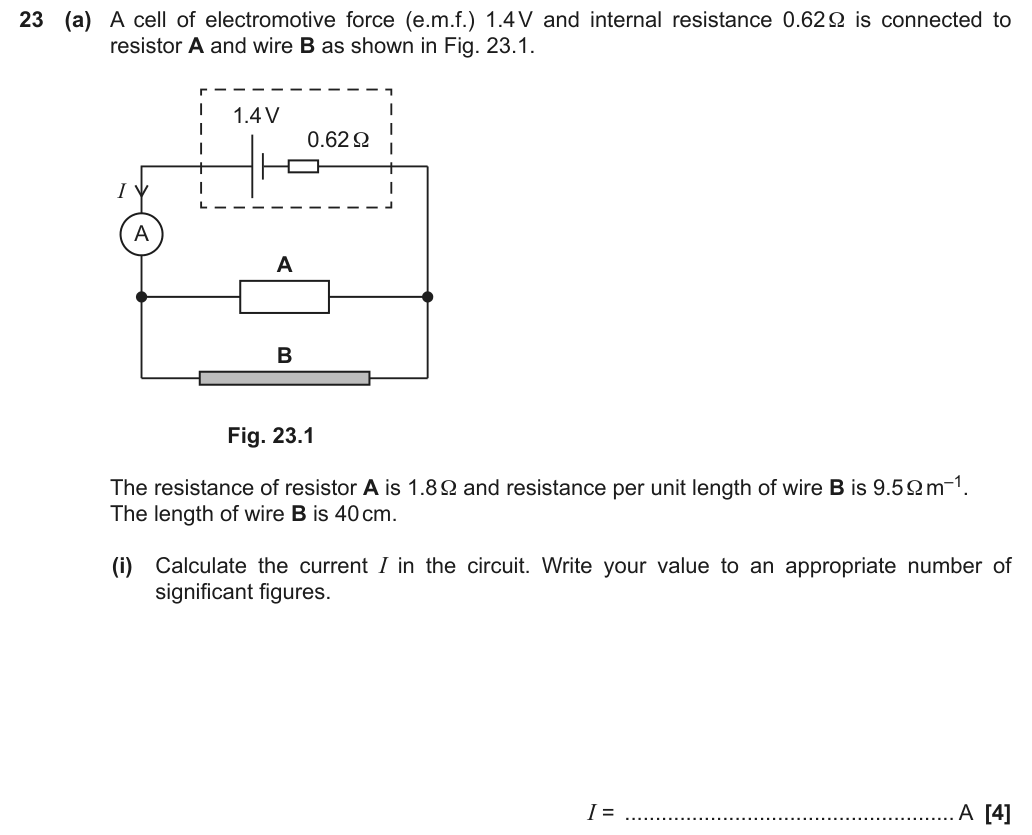 23 (a) A cell of electromotive force (e.m.f.) 1.4 V and internal resistance 0.62 Ω is connected to
resistor A and wire B as shown in Fig. 23.1.
1.4 V
0.62 Ω
I
A
A
B
Fig. 23.1
The resistance of resistor A is 1.8 Ω and resistance per unit length of wire B is 9.5 Ω m⁻¹.
The length of wire B is 40 cm.
(i) Calculate the current I in the circuit. Write your value to an appropriate number of
significant figures.
I = ...................................................... A [4]